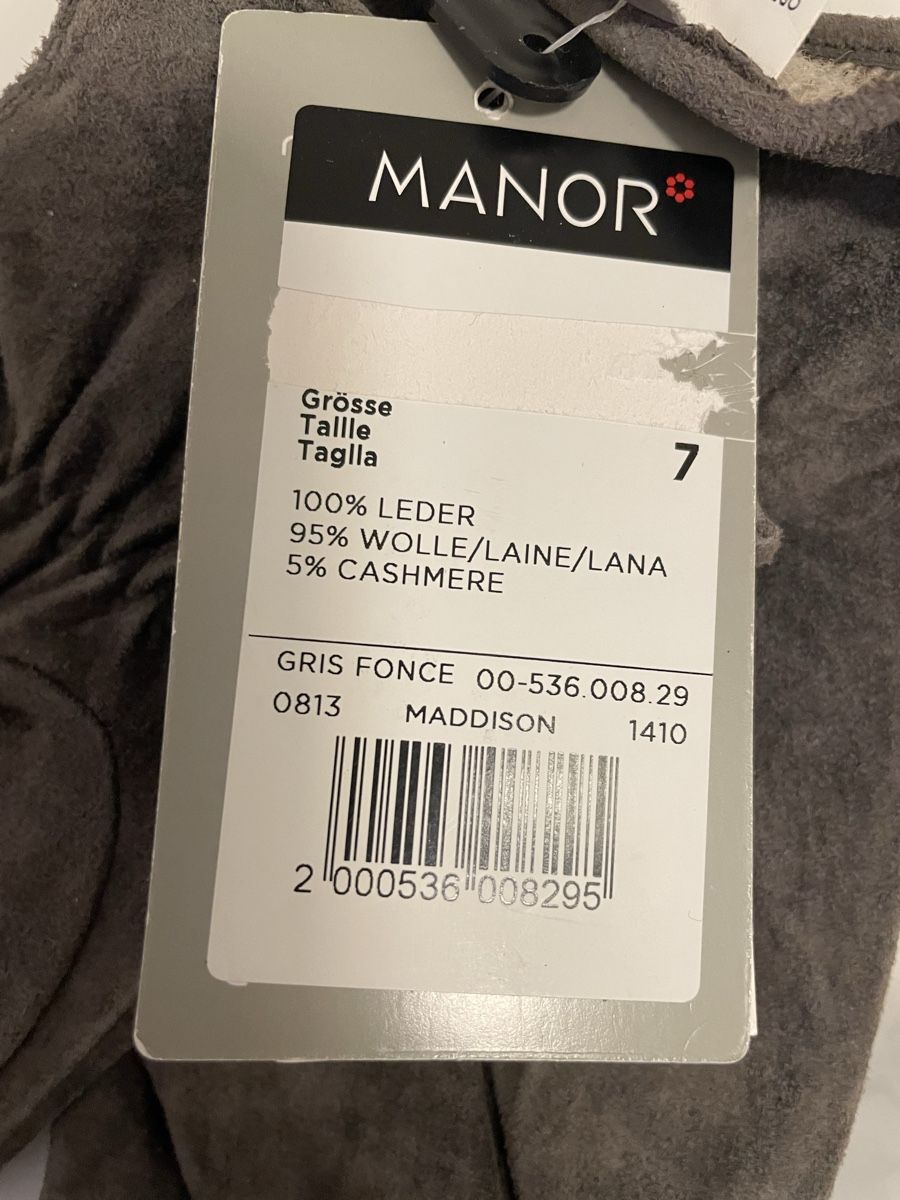 MANOR
Grösse
Taille
Taglia
7
100% LEDER
95% WOLLE/LAINE/LANA
5% CASHMERE
GRIS FONCE 00-536.008.29
0813 MADDISON 1410
2 000536 008295